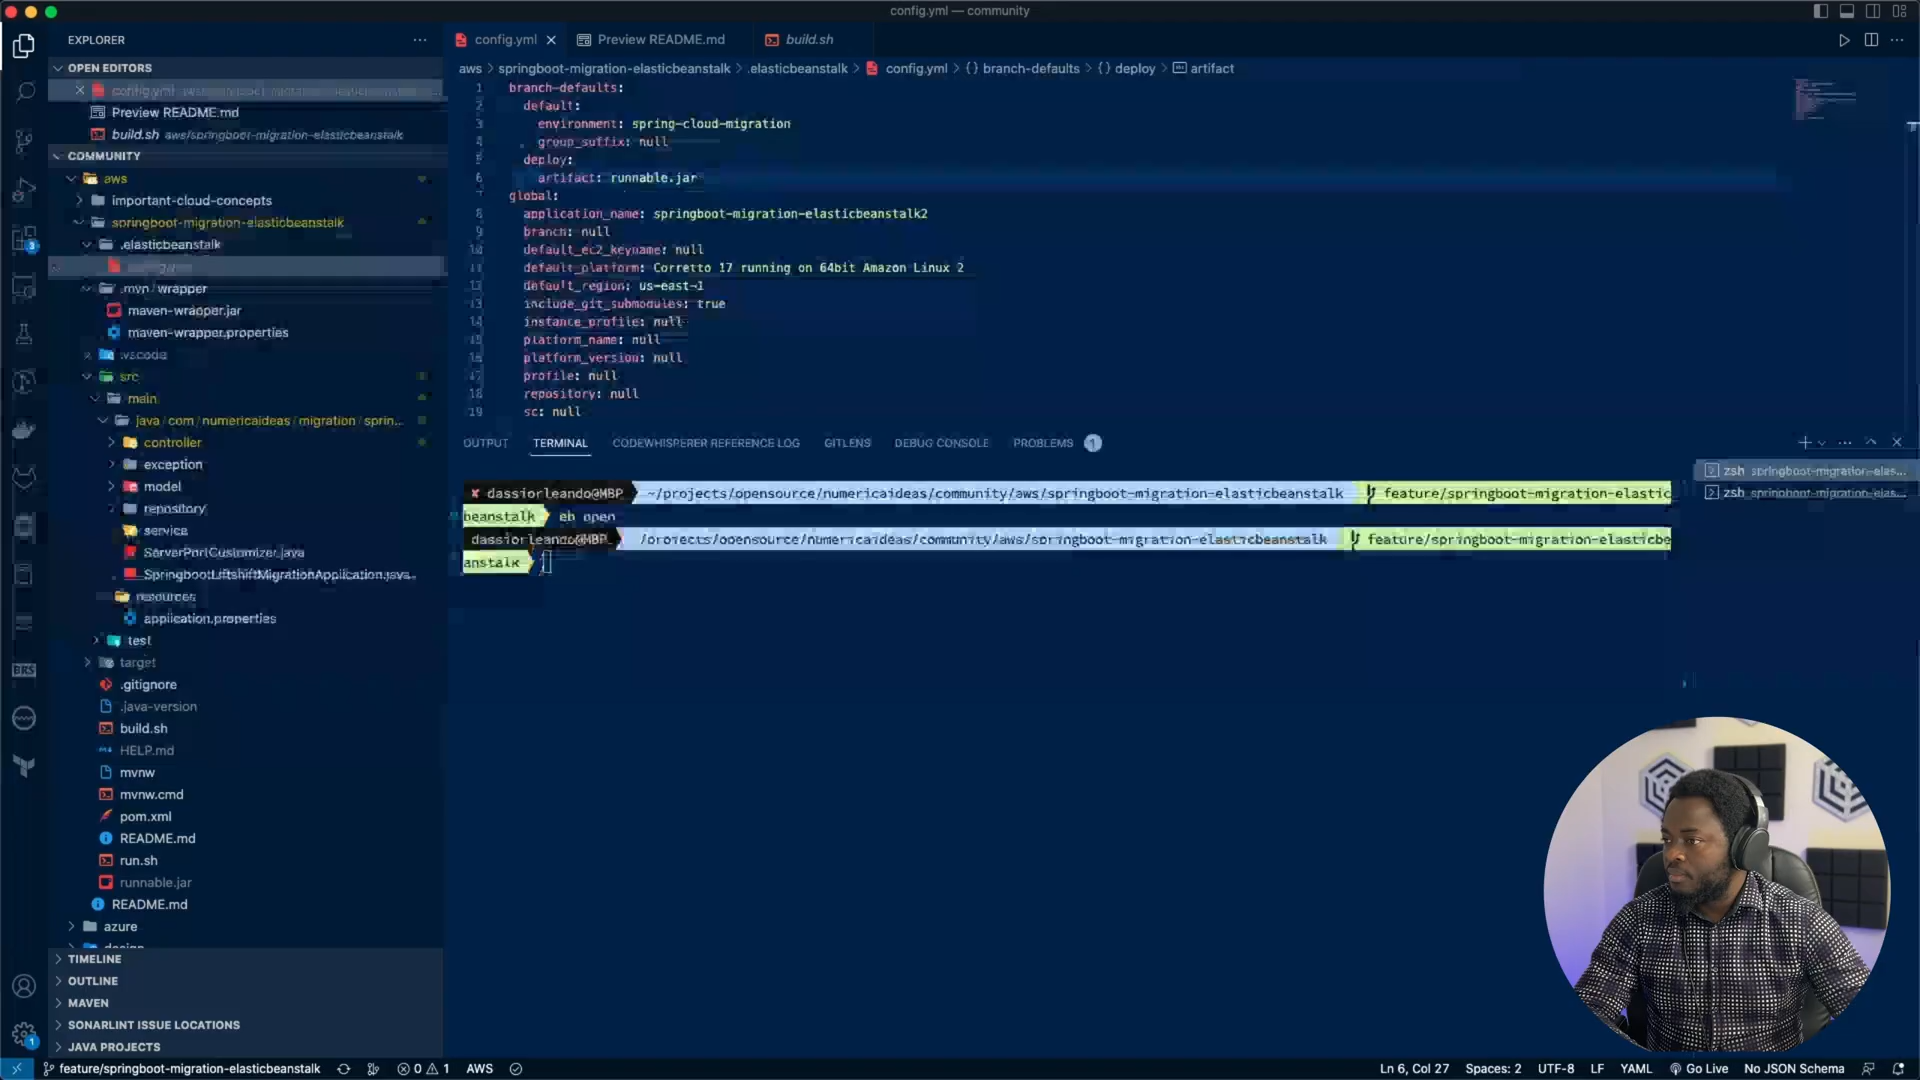 config.yml — community
EXPLORER
OPEN EDITORS
config.yml
Preview README.md
build.sh aws/springboot-migration-elasticbeanstalk
COMMUNITY
aws
important-cloud-concepts
springboot-migration-elasticbeanstalk
.elasticbeanstalk
.mvn / wrapper
maven-wrapper.jar
maven-wrapper.properties
.vscode
src
main
java / com / numericaideas / migration / sprin...
controller
exception
model
repository
service
ServerPortCustomizer.java
SpringbootLiftshiftMigrationApplication.java
resources
application.properties
test
target
.gitignore
.java-version
build.sh
HELP.md
mvnw
mvnw.cmd
pom.xml
README.md
run.sh
runnable.jar
README.md
azure
design
TIMELINE
OUTLINE
MAVEN
SONARLINT ISSUE LOCATIONS
JAVA PROJECTS
config.yml
Preview README.md
build.sh
aws > springboot-migration-elasticbeanstalk > .elasticbeanstalk > config.yml > {} branch-defaults > {} deploy > artifact
1 branch-defaults:
2 default:
3 environment: spring-cloud-migration
4 group_suffix: null
5 deploy:
6 artifact: runnable.jar
7 global:
8 application_name: springboot-migration-elasticbeanstalk2
9 branch: null
10 default_ec2_keyname: null
11 default_platform: Corretto 17 running on 64bit Amazon Linux 2
12 default_region: us-east-1
13 include_git_submodules: true
14 instance_profile: null
15 platform_name: null
16 platform_version: null
17 profile: null
18 repository: null
19 sc: null
OUTPUT TERMINAL CODEWHISPERER REFERENCE LOG GITLENS DEBUG CONSOLE PROBLEMS 1
✘ dassiorleando@MBP ~/projects/opensource/numericaideas/community/aws/springboot-migration-elasticbeanstalk feature/springboot-migration-elastic
beanstalk eb open
dassiorleando@MBP /projects/opensource/numericaideas/community/aws/springboot-migration-elasticbeanstalk feature/springboot-migration-elasticbe
anstalk
zsh springboot-migration-elas...
zsh springboot-migration-elas...
3
BRS
1
feature/springboot-migration-elasticbeanstalk 0 1 AWS
Ln 6, Col 27 Spaces: 2 UTF-8 LF YAML Go Live No JSON Schema